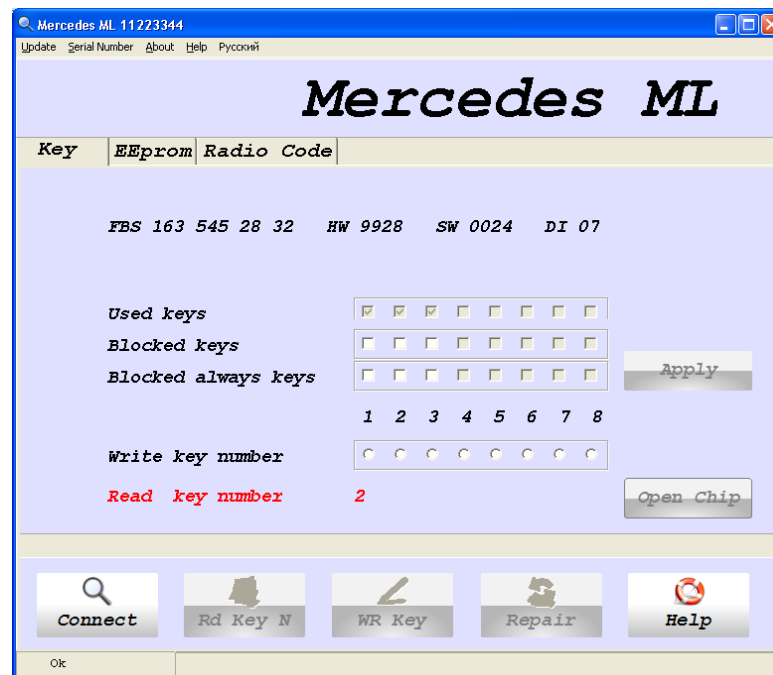 Mercedes ML 11223344
Update Serial Number About Help Русский
Mercedes ML
Key EEprom Radio Code
FBS 163 545 28 32 HW 9928 SW 0024 DI 07
Used keys
Blocked keys
Blocked always keys
Apply
1 2 3 4 5 6 7 8
Write key number
Read key number 2
Open Chip
Connect Rd Key N WR Key Repair Help
Ok